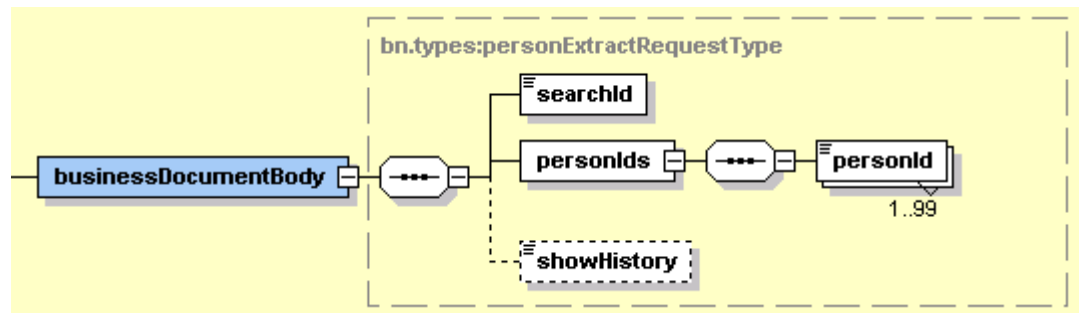 bn.types:personExtractRequestType
searchId
personIds
personId
businessDocumentBody
1..99
showHistory